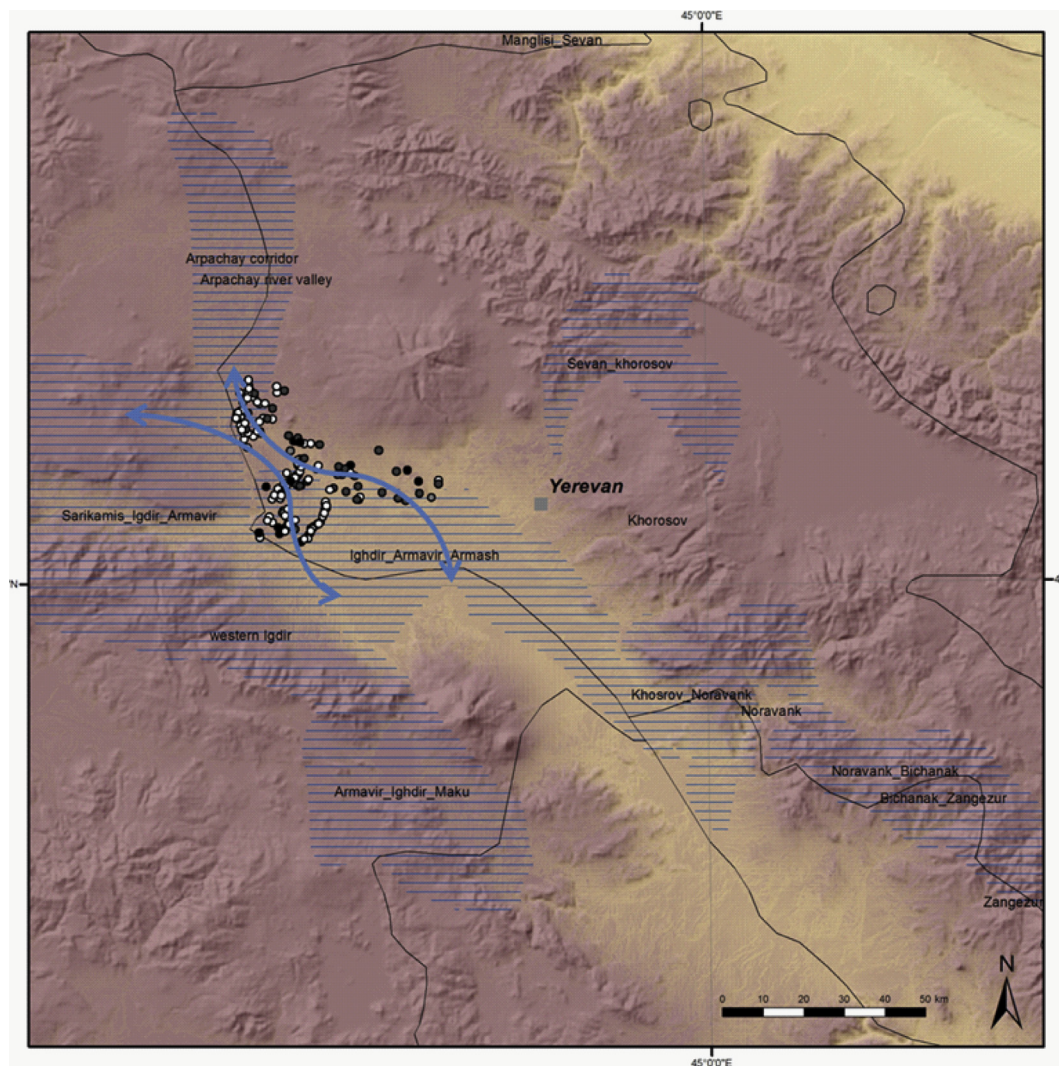 45°0'0"E
Manglisi_Sevan
Arpachay corridor
Arpachay river valley
Sevan_khorosov
Yerevan
Sarikamis_Igdir_Armavir
Khorosov
Ighdir_Armavir_Armash
western Igdir
Khosrov_Noravank
Noravank
Noravank_Bichanak
Armavir_Ighdir_Maku
Bichanak_Zangezur
Zangezur
N
0 10 20 30 40 50 km
45°0'0"E